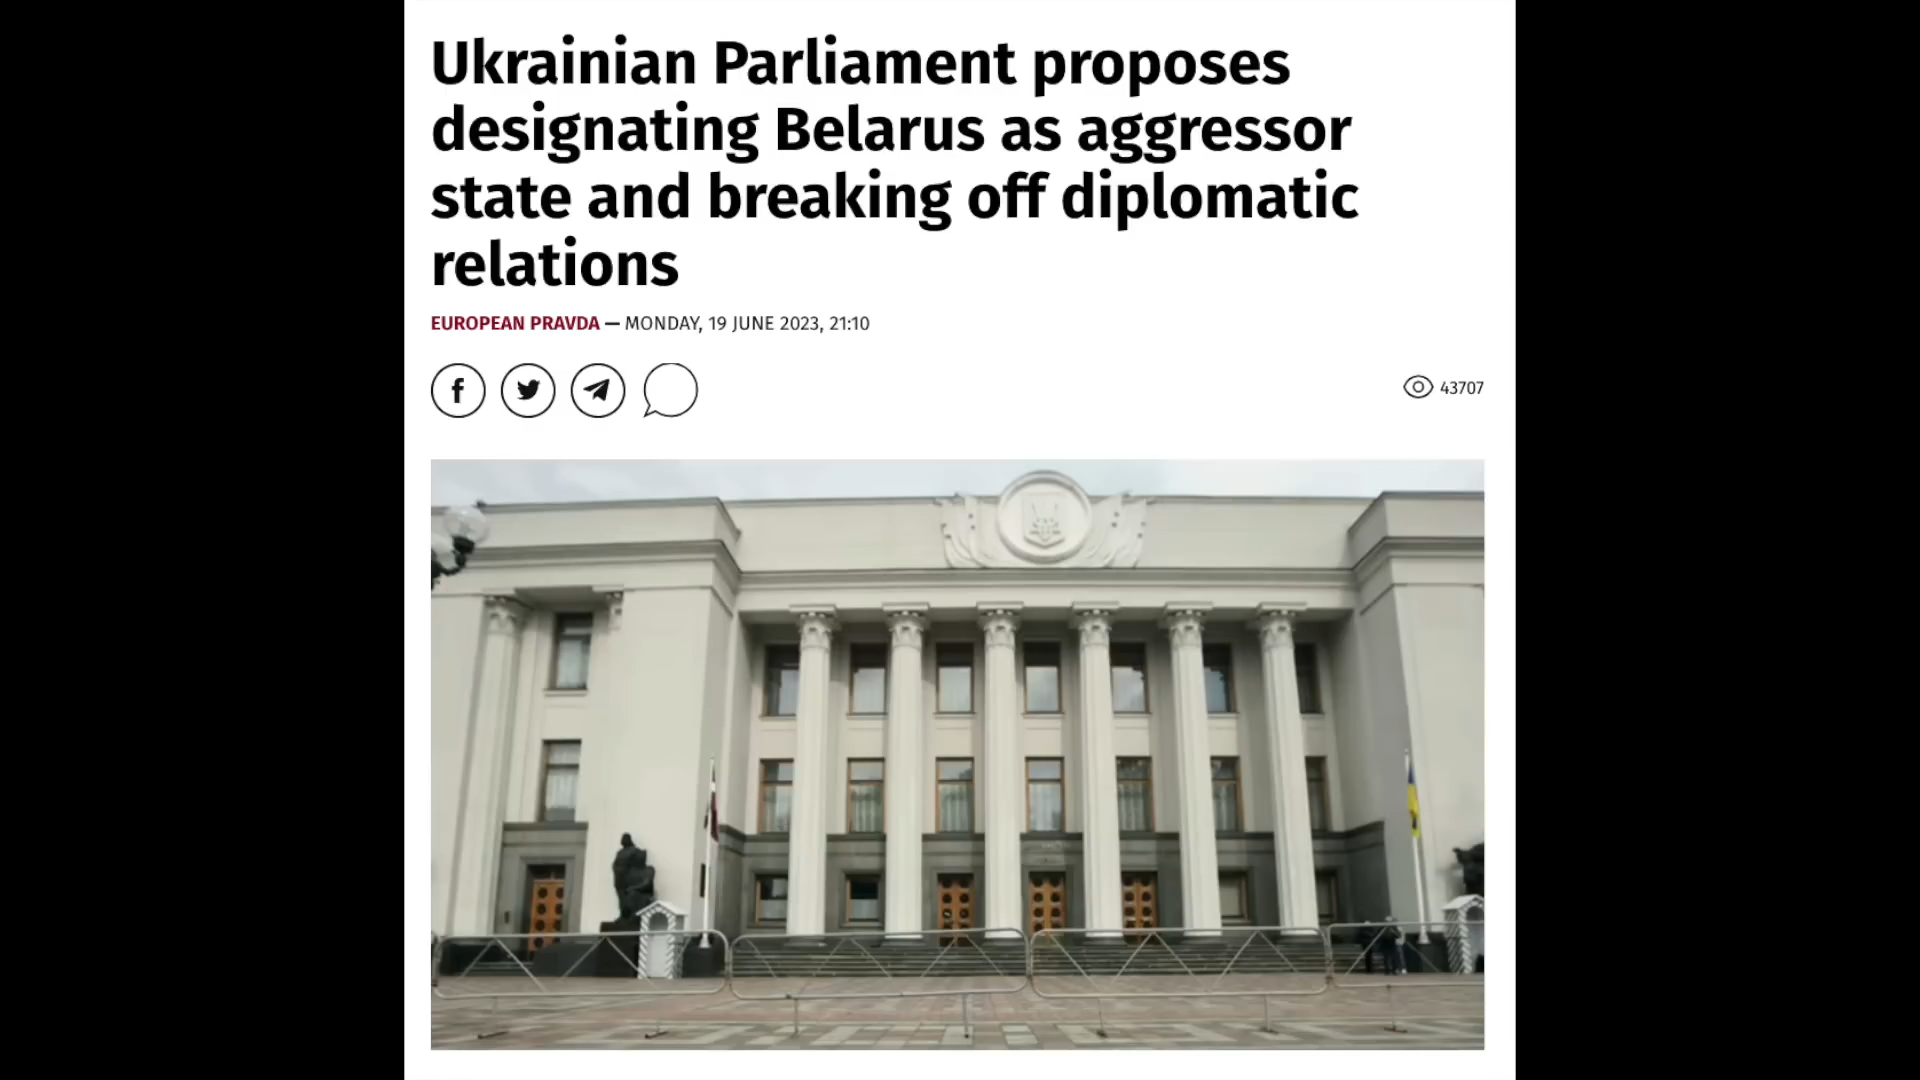 Ukrainian Parliament proposes
designating Belarus as aggressor
state and breaking off diplomatic
relations
EUROPEAN PRAVDA — MONDAY, 19 JUNE 2023, 21:10
43707